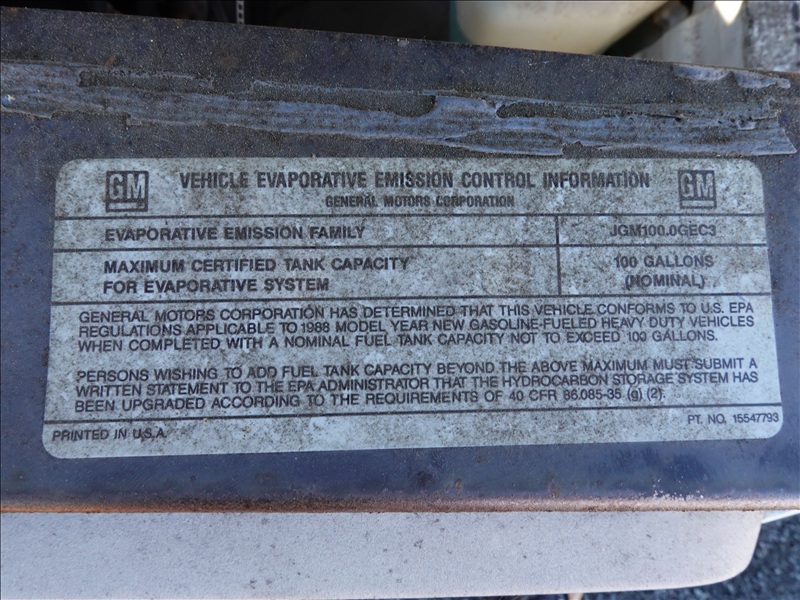 GM VEHICLE EVAPORATIVE EMISSION CONTROL INFORMATION GM
GENERAL MOTORS CORPORATION
EVAPORATIVE EMISSION FAMILY JGM100.0GEC3
MAXIMUM CERTIFIED TANK CAPACITY 100 GALLONS
FOR EVAPORATIVE SYSTEM (NOMINAL)
GENERAL MOTORS CORPORATION HAS DETERMINED THAT THIS VEHICLE CONFORMS TO U.S. EPA
REGULATIONS APPLICABLE TO 1988 MODEL YEAR NEW GASOLINE-FUELED HEAVY DUTY VEHICLES
WHEN COMPLETED WITH A NOMINAL FUEL TANK CAPACITY NOT TO EXCEED 100 GALLONS.
PERSONS WISHING TO ADD FUEL TANK CAPACITY BEYOND THE ABOVE MAXIMUM MUST SUBMIT A
WRITTEN STATEMENT TO THE EPA ADMINISTRATOR THAT THE HYDROCARBON STORAGE SYSTEM HAS
BEEN UPGRADED ACCORDING TO THE REQUIREMENTS OF 40 CFR 86.085-35 (g) (2).
PRINTED IN U.S.A. PT. NO. 15547793